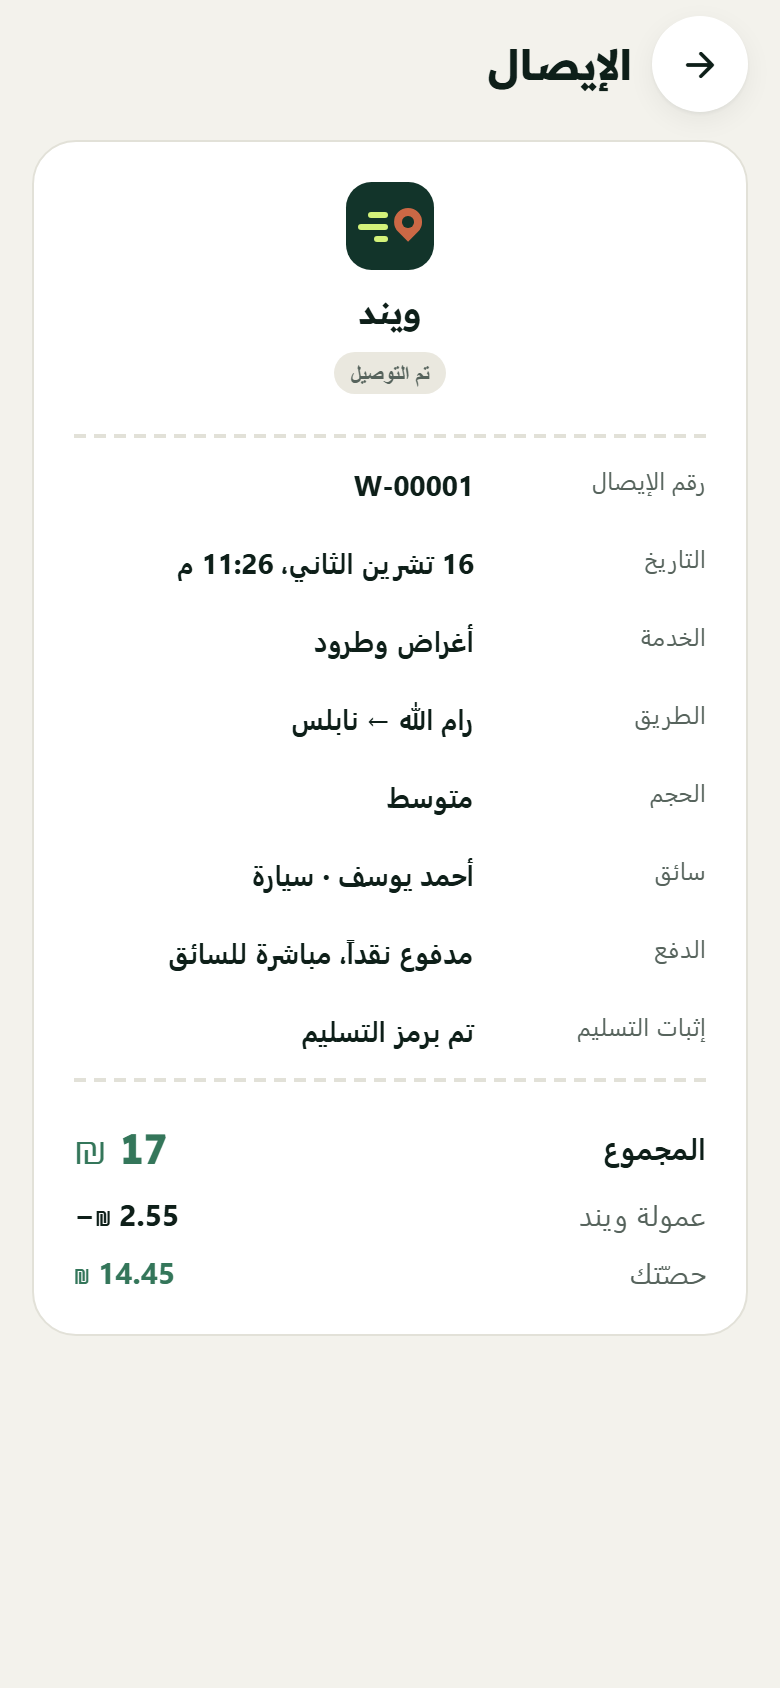 الإيصال
ويند
تم التوصيل
رقم الإيصال W-00001
التاريخ 16 تشرين الثاني، 11:26 م
الخدمة أغراض وطرود
الطريق رام الله ← نابلس
الحجم متوسط
سائق أحمد يوسف · سيارة
الدفع مدفوع نقداً، مباشرة للسائق
إثبات التسليم تم برمز التسليم
المجموع 17 ₪
عمولة ويند 2.55 ₪−
حصّتك 14.45 ₪